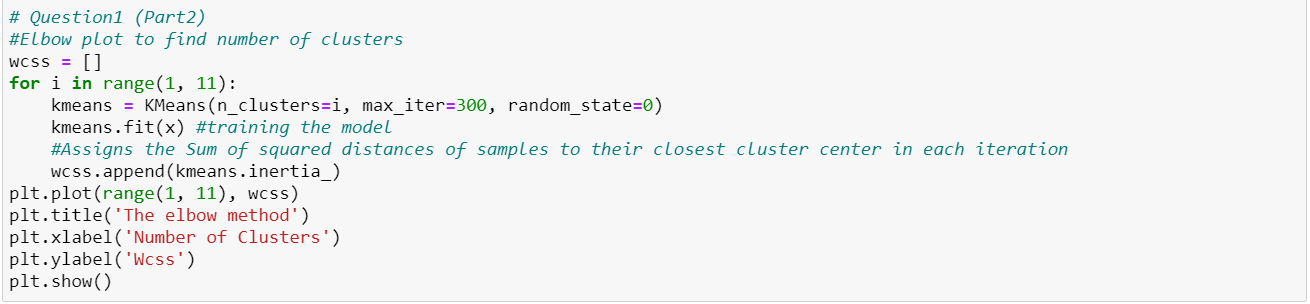 # Question1 (Part2)
#Elbow plot to find number of clusters
wcss = []
for i in range(1, 11):
    kmeans = KMeans(n_clusters=i, max_iter=300, random_state=0)
    kmeans.fit(x) #training the model
    #Assigns the Sum of squared distances of samples to their closest cluster center in each iteration
    wcss.append(kmeans.inertia_)
plt.plot(range(1, 11), wcss)
plt.title('The elbow method')
plt.xlabel('Number of Clusters')
plt.ylabel('Wcss')
plt.show()